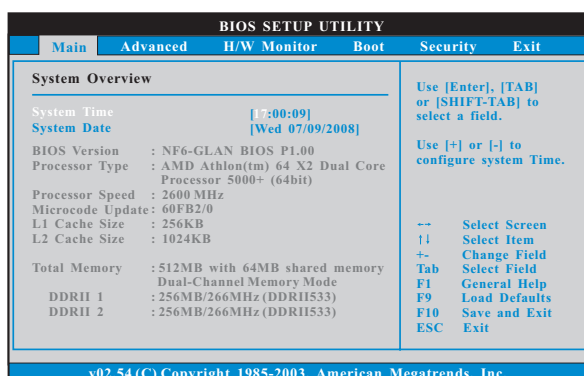 BIOS SETUP UTILITY
Main Advanced H/W Monitor Boot Security Exit
System Overview
System Time [17:00:09]
System Date [Wed 07/09/2008]
BIOS Version : NF6-GLAN BIOS P1.00
Processor Type : AMD Athlon(tm) 64 X2 Dual Core
Processor 5000+ (64bit)
Processor Speed : 2600 MHz
Microcode Update : 60FB2/0
L1 Cache Size : 256KB
L2 Cache Size : 1024KB
Total Memory : 512MB with 64MB shared memory
Dual-Channel Memory Mode
DDRII 1 : 256MB/266MHz (DDRII533)
DDRII 2 : 256MB/266MHz (DDRII533)
Use [Enter], [TAB]
or [SHIFT-TAB] to
select a field.
Use [+] or [-] to
configure system Time.
←→ Select Screen
↑↓ Select Item
+- Change Field
Tab Select Field
F1 General Help
F9 Load Defaults
F10 Save and Exit
ESC Exit
v02.54 (C) Copyright 1985-2003, American Megatrends, Inc.